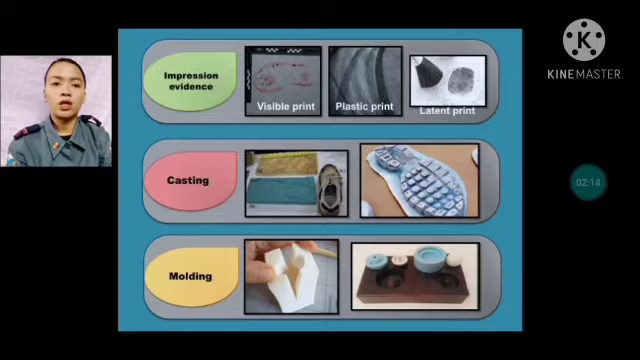 Impression
evidence
Visible print
Plastic print
Latent print
Casting
Molding
KINEMASTER
02:14